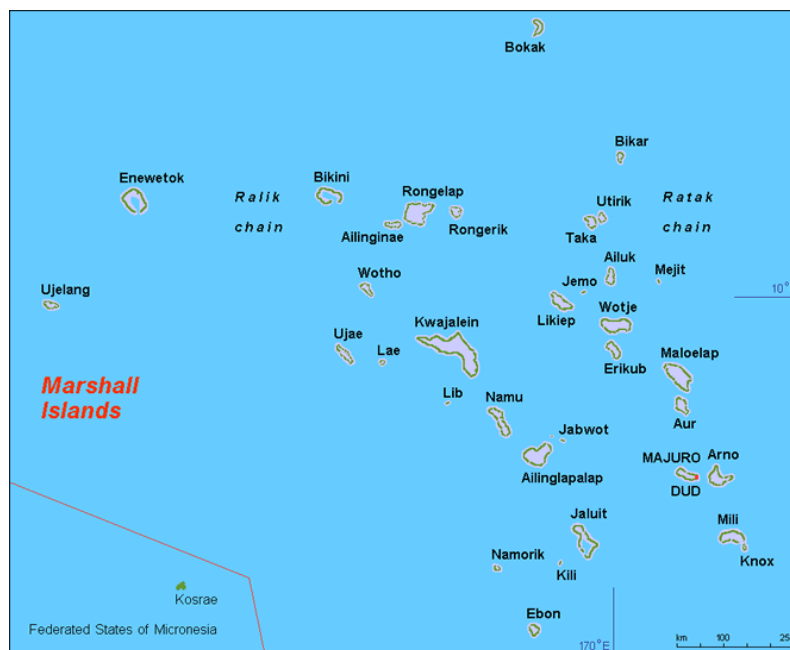 Bokak
Bikar
Enewetok
Bikini
Ralik
chain
Rongelap
Utirik
Ratak
chain
Ailinginae
Rongerik
Taka
Ailuk
Wotho
Jemo
Mejit
Ujelang
10°
Likiep
Wotje
Kwajalein
Ujae
Lae
Erikub
Maloelap
Marshall
Islands
Lib
Namu
Aur
Jabwot
MAJURO
Arno
Ailinglapalap
DUD
Jaluit
Mili
Namorik
Kili
Knox
Kosrae
Ebon
Federated States of Micronesia
170°E
km 100 25